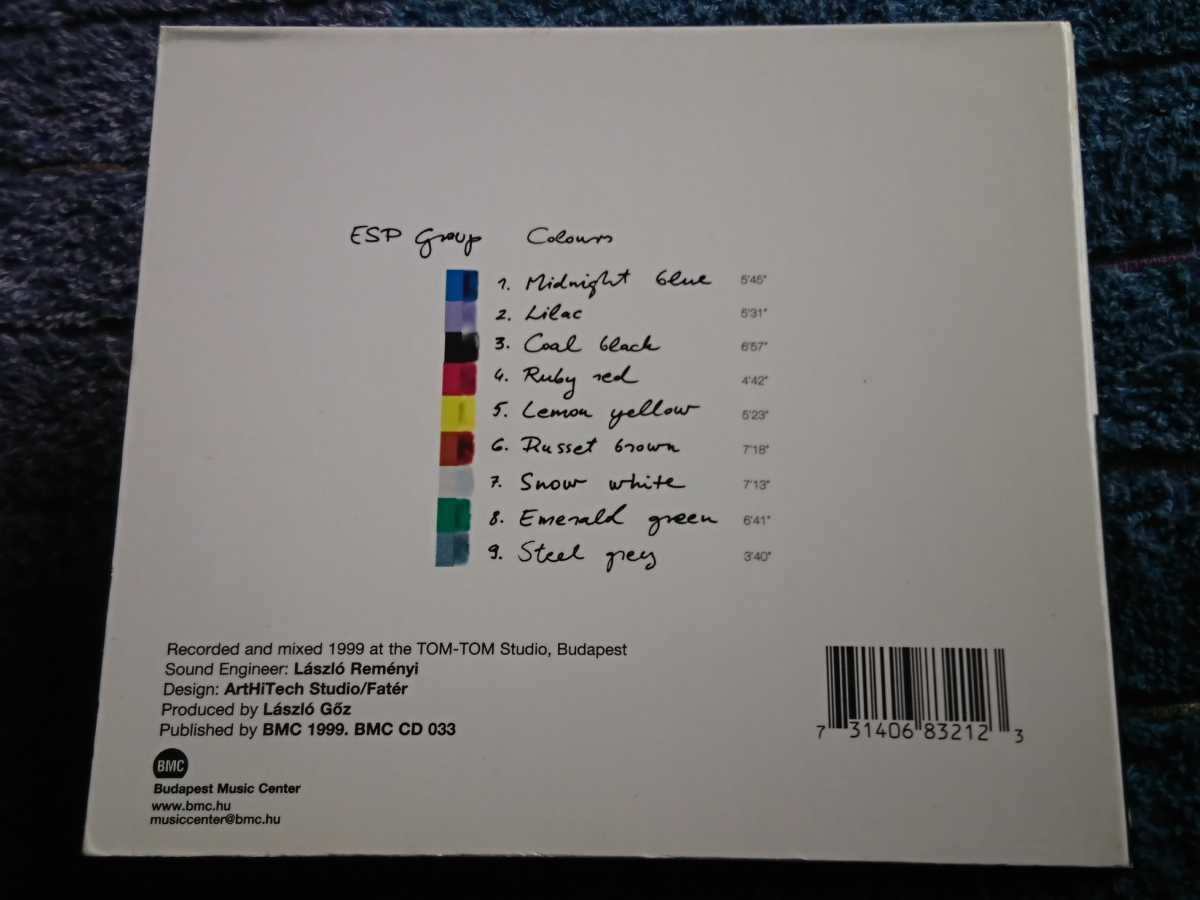 ESP Group Colours
1. Midnight blue 5'45"
2. Lilac 5'31"
3. Coal black 6'57"
4. Ruby red 4'42"
5. Lemon yellow 5'23"
6. Russet brown 7'18"
7. Snow white 7'13"
8. Emerald green 6'41"
9. Steel grey 3'40"
Recorded and mixed 1999 at the TOM-TOM Studio, Budapest
Sound Engineer: László Reményi
Design: ArtHiTech Studio/Fatér
Produced by László Gőz
Published by BMC 1999. BMC CD 033
BMC
Budapest Music Center
www.bmc.hu
musiccenter@bmc.hu
7 31406 83212 3